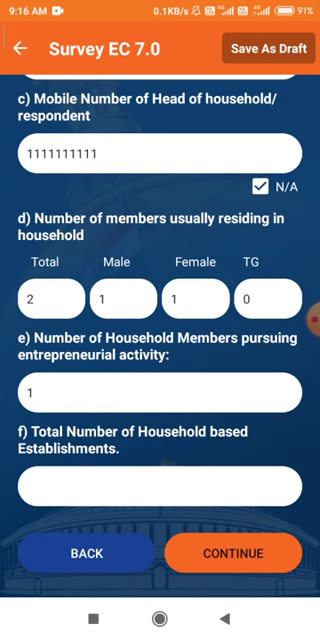 9:16 AM 0.1KB/s 4G 4G 91%
Survey EC 7.0 Save As Draft
c) Mobile Number of Head of household/
respondent
1111111111
N/A
d) Number of members usually residing in
household
Total Male Female TG
2 1 1 0
e) Number of Household Members pursuing
entrepreneurial activity:
1
f) Total Number of Household based
Establishments.
BACK CONTINUE